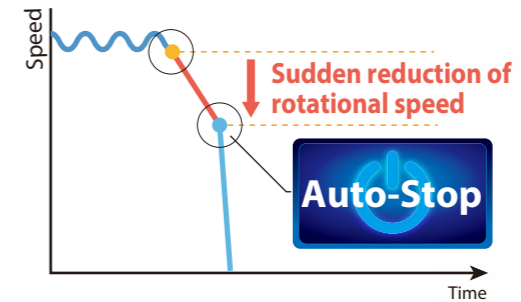 Speed
Sudden reduction of
rotational speed
Auto-Stop
Time